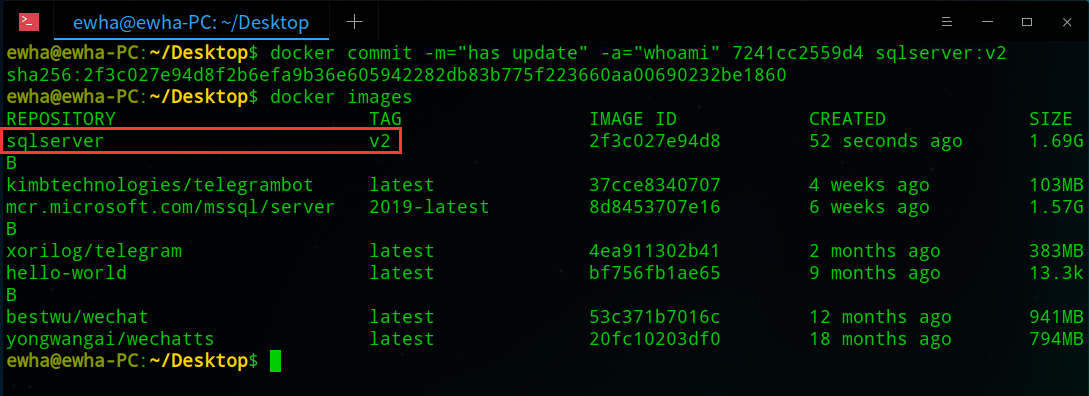 ewha@ewha-PC: ~/Desktop
ewha@ewha-PC:~/Desktop$ docker commit -m="has update" -a="whoami" 7241cc2559d4 sqlserver:v2
sha256:2f3c027e94d8f2b6efa9b36e605942282db83b775f223660aa00690232be1860
ewha@ewha-PC:~/Desktop$ docker images
REPOSITORY TAG IMAGE ID CREATED SIZE
sqlserver v2 2f3c027e94d8 52 seconds ago 1.69G
B
kimbtechnologies/telegrambot latest 37cce8340707 4 weeks ago 103MB
mcr.microsoft.com/mssql/server 2019-latest 8d8453707e16 6 weeks ago 1.57G
B
xorilog/telegram latest 4ea911302b41 2 months ago 383MB
hello-world latest bf756fb1ae65 9 months ago 13.3k
B
bestwu/wechat latest 53c371b7016c 12 months ago 941MB
yongwangai/wechatts latest 20fc10203df0 18 months ago 794MB
ewha@ewha-PC:~/Desktop$